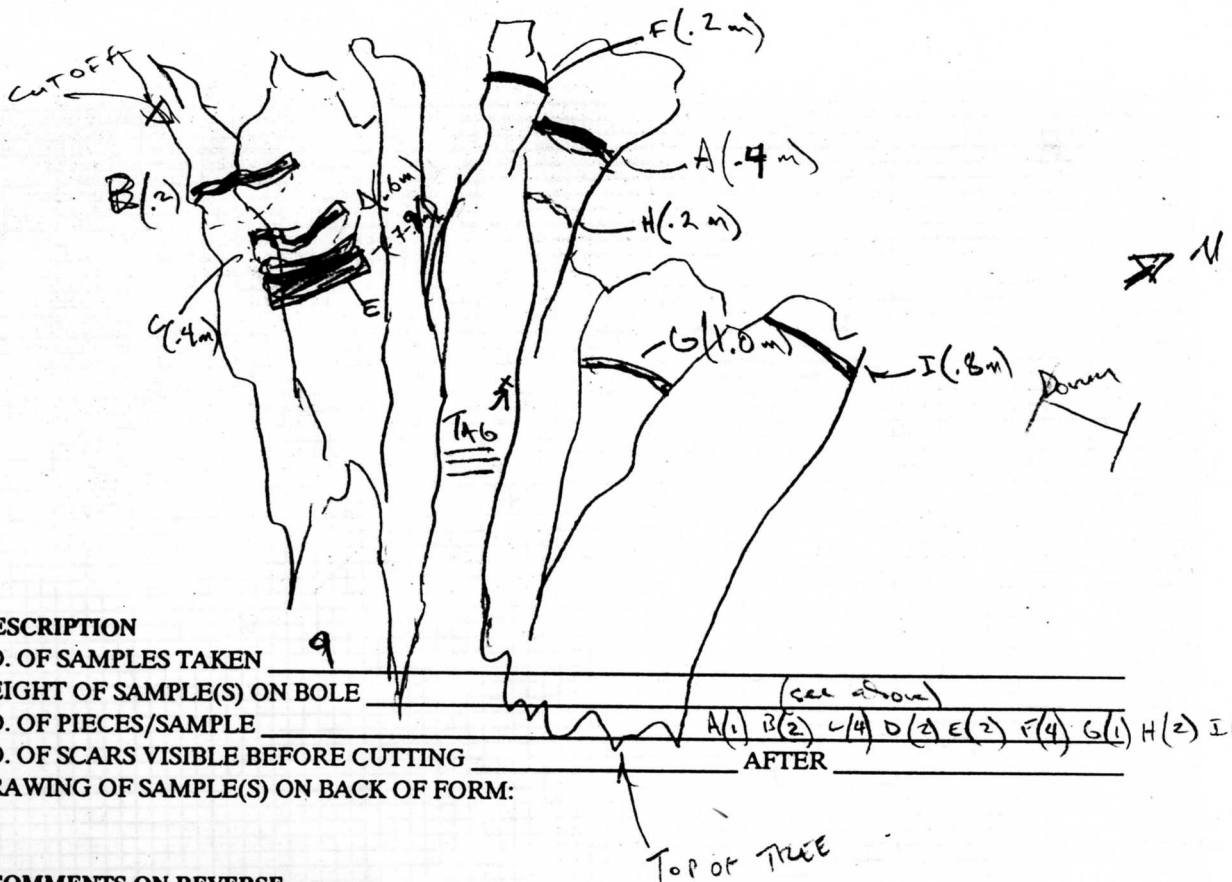 F(.2m)
CUTOFF
A(.4m)
B(.2)
D(.6m)
H(.2m)
E
C(.4m)
G(1.0m)
I(.8m)
Down
TAG
ESCRIPTION
O. OF SAMPLES TAKEN 9
EIGHT OF SAMPLE(S) ON BOLE (see above)
O. OF PIECES/SAMPLE A(1) B(2) C(4) D(2) E(2) F(4) G(1) H(2) I
O. OF SCARS VISIBLE BEFORE CUTTING AFTER
RAWING OF SAMPLE(S) ON BACK OF FORM:
TOP OF TREE
COMMENTS ON REVERSE